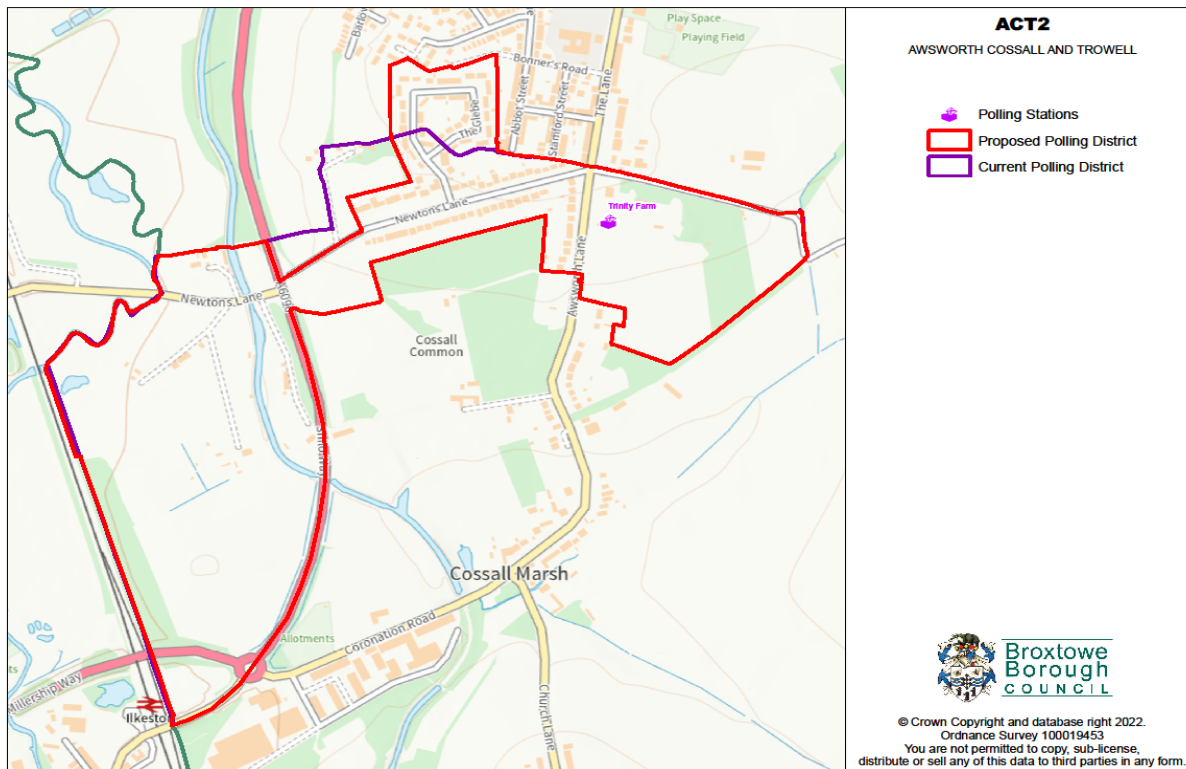 ACT2
AWSWORTH COSSALL AND TROWELL
Polling Stations
Proposed Polling District
Current Polling District
Play Space
Playing Field
Bonner's Road
The Lane
Abbot Street
Stamford Street
The Glebe
Trinity Farm
Newtons Lane
Awsworth Lane
Newtons Lane
A6096
Cossall
Common
Shilo Way
Cossall Marsh
Allotments
Coronation Road
Millership Way
Church Lane
Broxtowe
Borough
COUNCIL
© Crown Copyright and database right 2022.
Ordnance Survey 100019453
You are not permitted to copy, sub-license,
distribute or sell any of this data to third parties in any form.